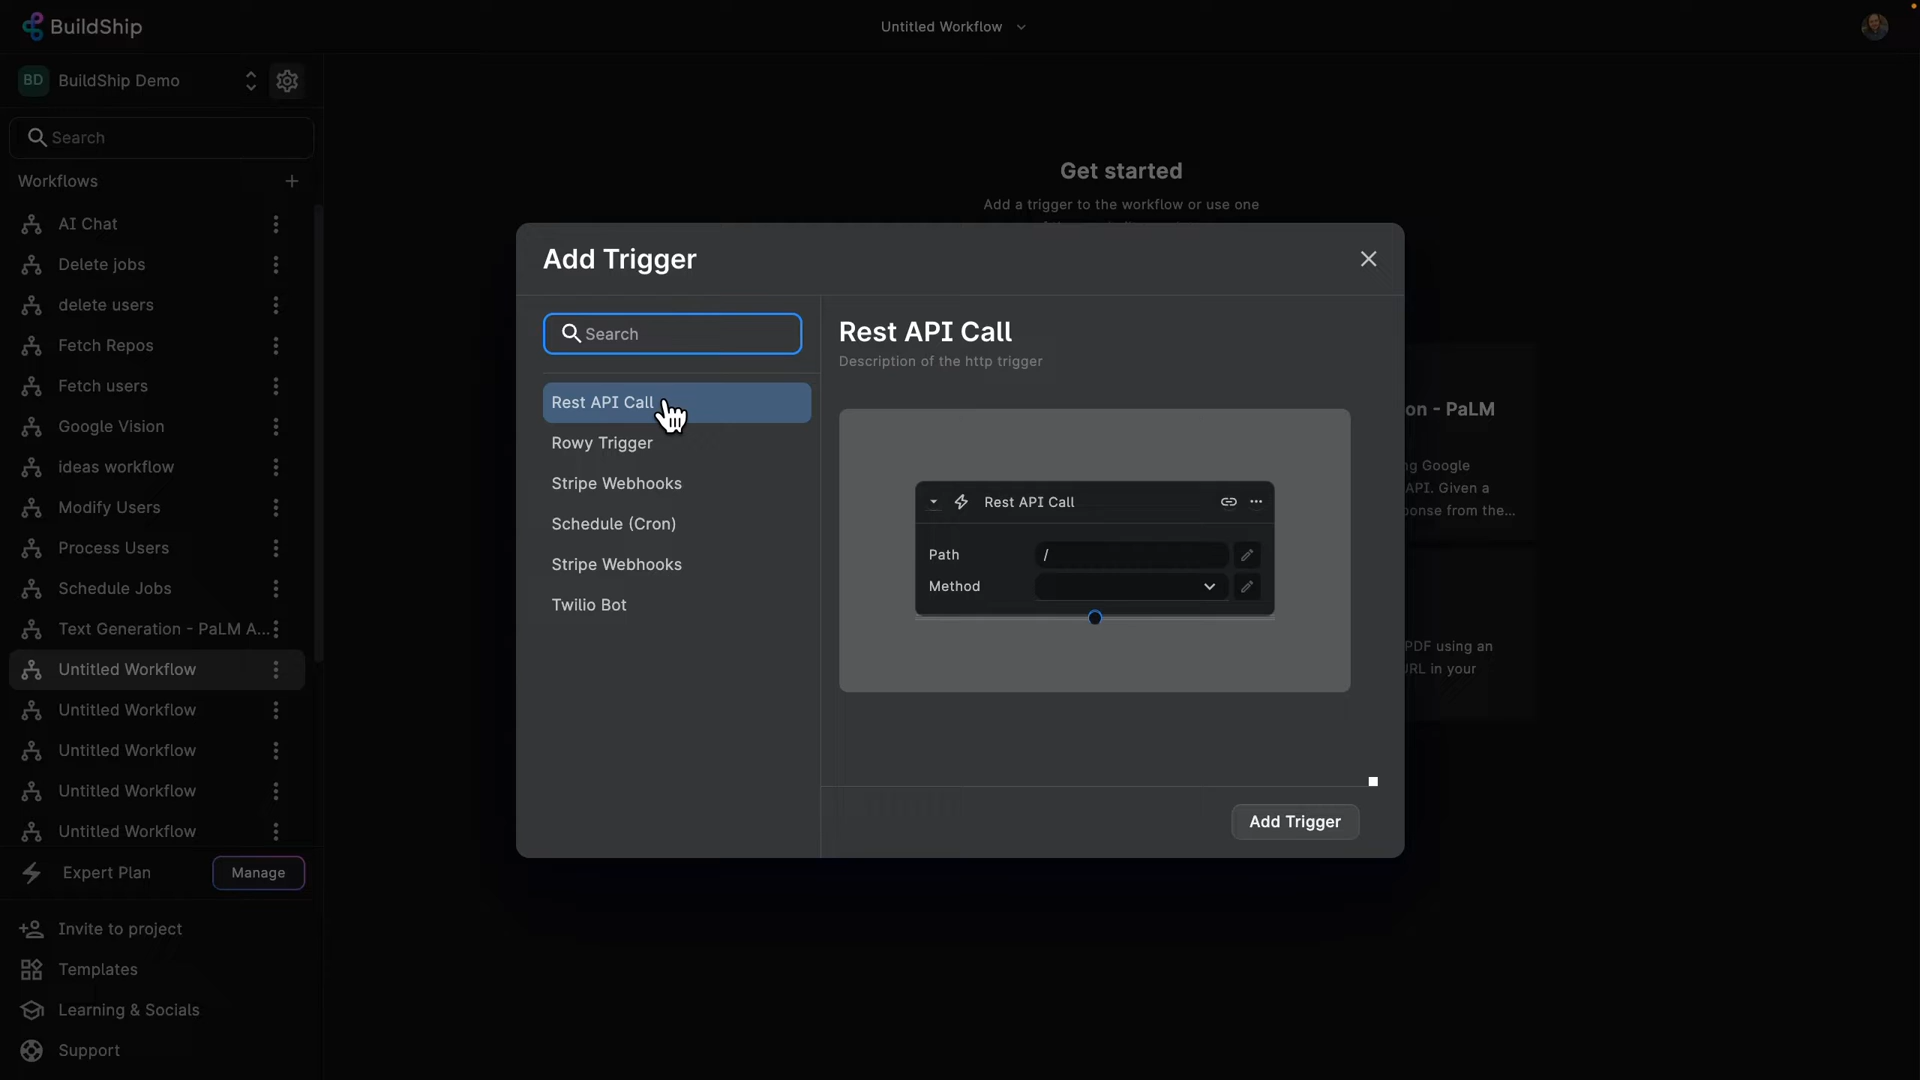 BuildShip
Untitled Workflow
BD BuildShip Demo
Search
Workflows
AI Chat
Delete jobs
delete users
Fetch Repos
Fetch users
Google Vision
ideas workflow
Modify Users
Process Users
Schedule Jobs
Text Generation - PaLM A...
Untitled Workflow
Untitled Workflow
Untitled Workflow
Untitled Workflow
Untitled Workflow
Expert Plan
Manage
Invite to project
Templates
Learning & Socials
Support
Get started
Add a trigger to the workflow or use one
Add Trigger
Search
Rest API Call
Rowy Trigger
Stripe Webhooks
Schedule (Cron)
Stripe Webhooks
Twilio Bot
Rest API Call
Description of the http trigger
Rest API Call
Path /
Method
Add Trigger
on - PaLM
ng Google
API. Given a
ponse from the...
PDF using an
URL in your